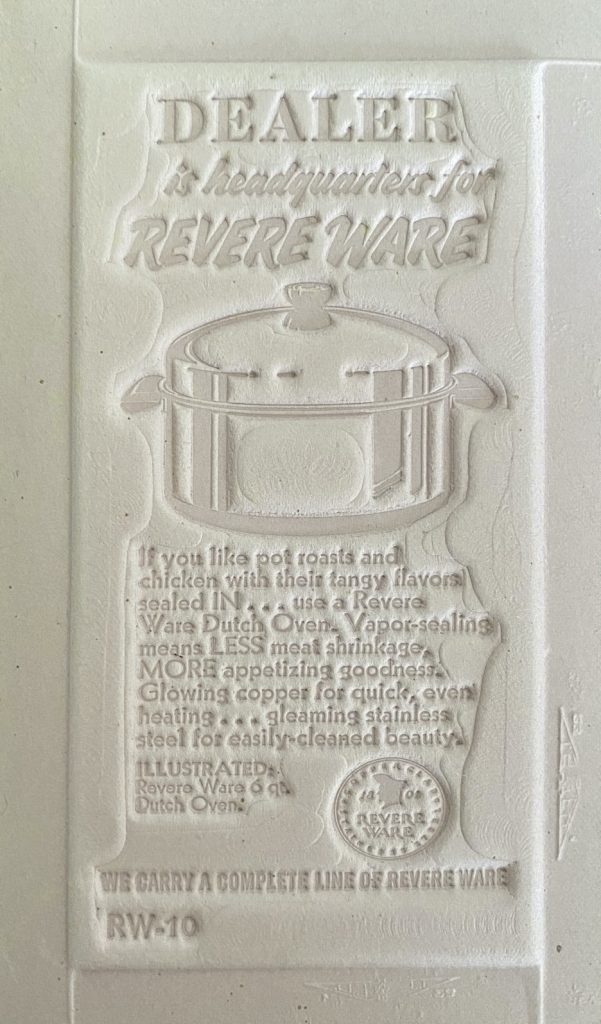 DEALER
is headquarters for
REVERE WARE
If you like pot roasts and
chicken with their tangy flavors
sealed IN . . . use a Revere
Ware Dutch Oven. Vapor-sealing
means LESS meat shrinkage,
MORE appetizing goodness.
Glowing copper for quick, even
heating . . . gleaming stainless
steel for easily-cleaned beauty.
ILLUSTRATED:
Revere Ware 6 qt.
Dutch Oven.
18 01
REVERE
WARE
WE CARRY A COMPLETE LINE OF REVERE WARE
RW-10